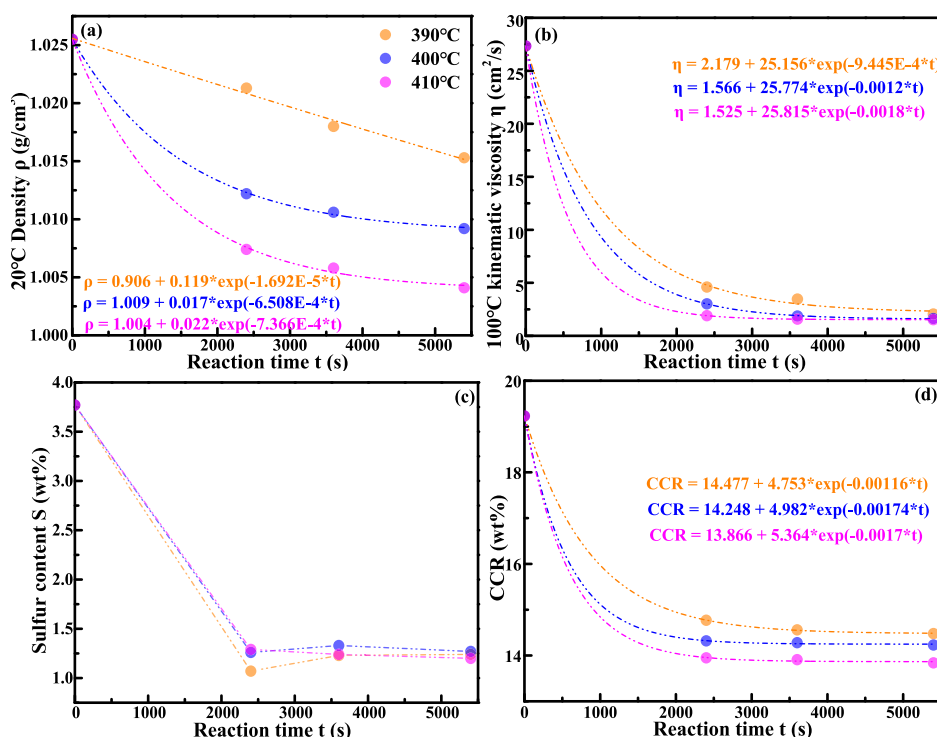 (a)
390℃
400℃
410℃
20℃ Density ρ (g/cm³)
1.025
1.020
1.015
1.010
1.005
1.000
ρ = 0.906 + 0.119*exp(-1.692E-5*t)
ρ = 1.009 + 0.017*exp(-6.508E-4*t)
ρ = 1.004 + 0.022*exp(-7.366E-4*t)
0 1000 2000 3000 4000 5000
Reaction time t (s)
(b)
100℃ kinematic viscosity η (cm²/s)
30
25
20
15
10
5
0
η = 2.179 + 25.156*exp(-9.445E-4*t)
η = 1.566 + 25.774*exp(-0.0012*t)
η = 1.525 + 25.815*exp(-0.0018*t)
0 1000 2000 3000 4000 5000
Reaction time t (s)
(c)
Sulfur content S (wt%)
4.0
3.5
3.0
2.5
2.0
1.5
1.0
0 1000 2000 3000 4000 5000
Reaction time t (s)
(d)
CCR (wt%)
20
18
16
14
CCR = 14.477 + 4.753*exp(-0.00116*t)
CCR = 14.248 + 4.982*exp(-0.00174*t)
CCR = 13.866 + 5.364*exp(-0.0017*t)
0 1000 2000 3000 4000 5000
Reaction time t (s)